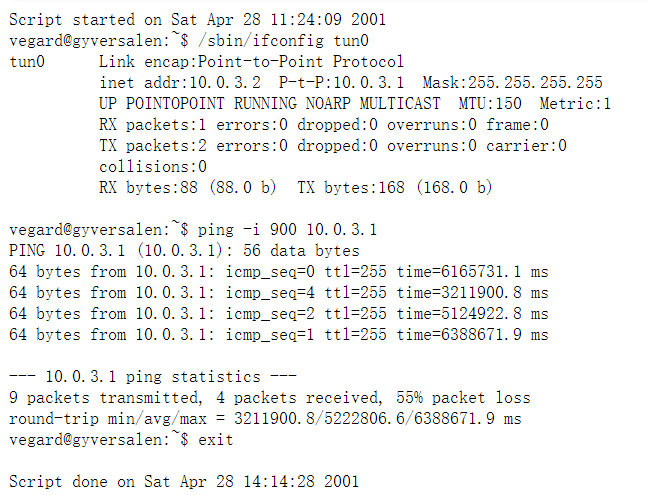 Script started on Sat Apr 28 11:24:09 2001
vegard@gyversalen:~$ /sbin/ifconfig tun0
tun0      Link encap:Point-to-Point Protocol
          inet addr:10.0.3.2  P-t-P:10.0.3.1  Mask:255.255.255.255
          UP POINTOPOINT RUNNING NOARP MULTICAST  MTU:150  Metric:1
          RX packets:1 errors:0 dropped:0 overruns:0 frame:0
          TX packets:2 errors:0 dropped:0 overruns:0 carrier:0
          collisions:0
          RX bytes:88 (88.0 b)  TX bytes:168 (168.0 b)

vegard@gyversalen:~$ ping -i 900 10.0.3.1
PING 10.0.3.1 (10.0.3.1): 56 data bytes
64 bytes from 10.0.3.1: icmp_seq=0 ttl=255 time=6165731.1 ms
64 bytes from 10.0.3.1: icmp_seq=4 ttl=255 time=3211900.8 ms
64 bytes from 10.0.3.1: icmp_seq=2 ttl=255 time=5124922.8 ms
64 bytes from 10.0.3.1: icmp_seq=1 ttl=255 time=6388671.9 ms

--- 10.0.3.1 ping statistics ---
9 packets transmitted, 4 packets received, 55% packet loss
round-trip min/avg/max = 3211900.8/5222806.6/6388671.9 ms
vegard@gyversalen:~$ exit

Script done on Sat Apr 28 14:14:28 2001